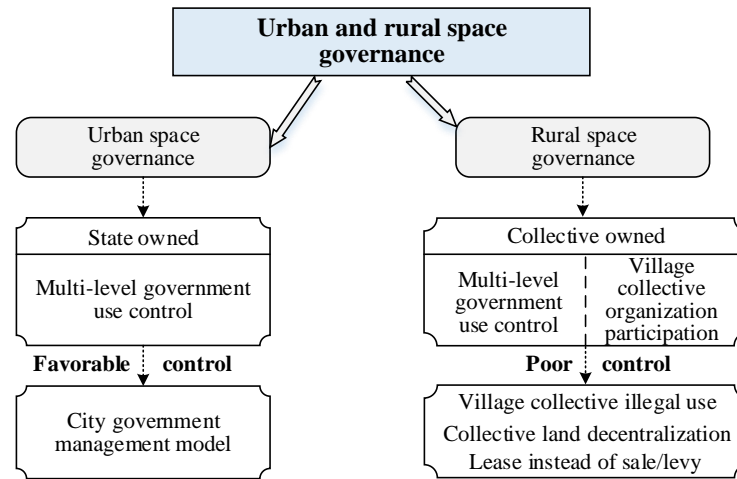 Urban and rural space
governance
Urban space
governance
Rural space
governance
State owned
Multi-level government
use control
Collective owned
Multi-level
government
use control
Village
collective
organization
participation
Favorable control
Poor control
City government
management model
Village collective illegal use
Collective land decentralization
Lease instead of sale/levy